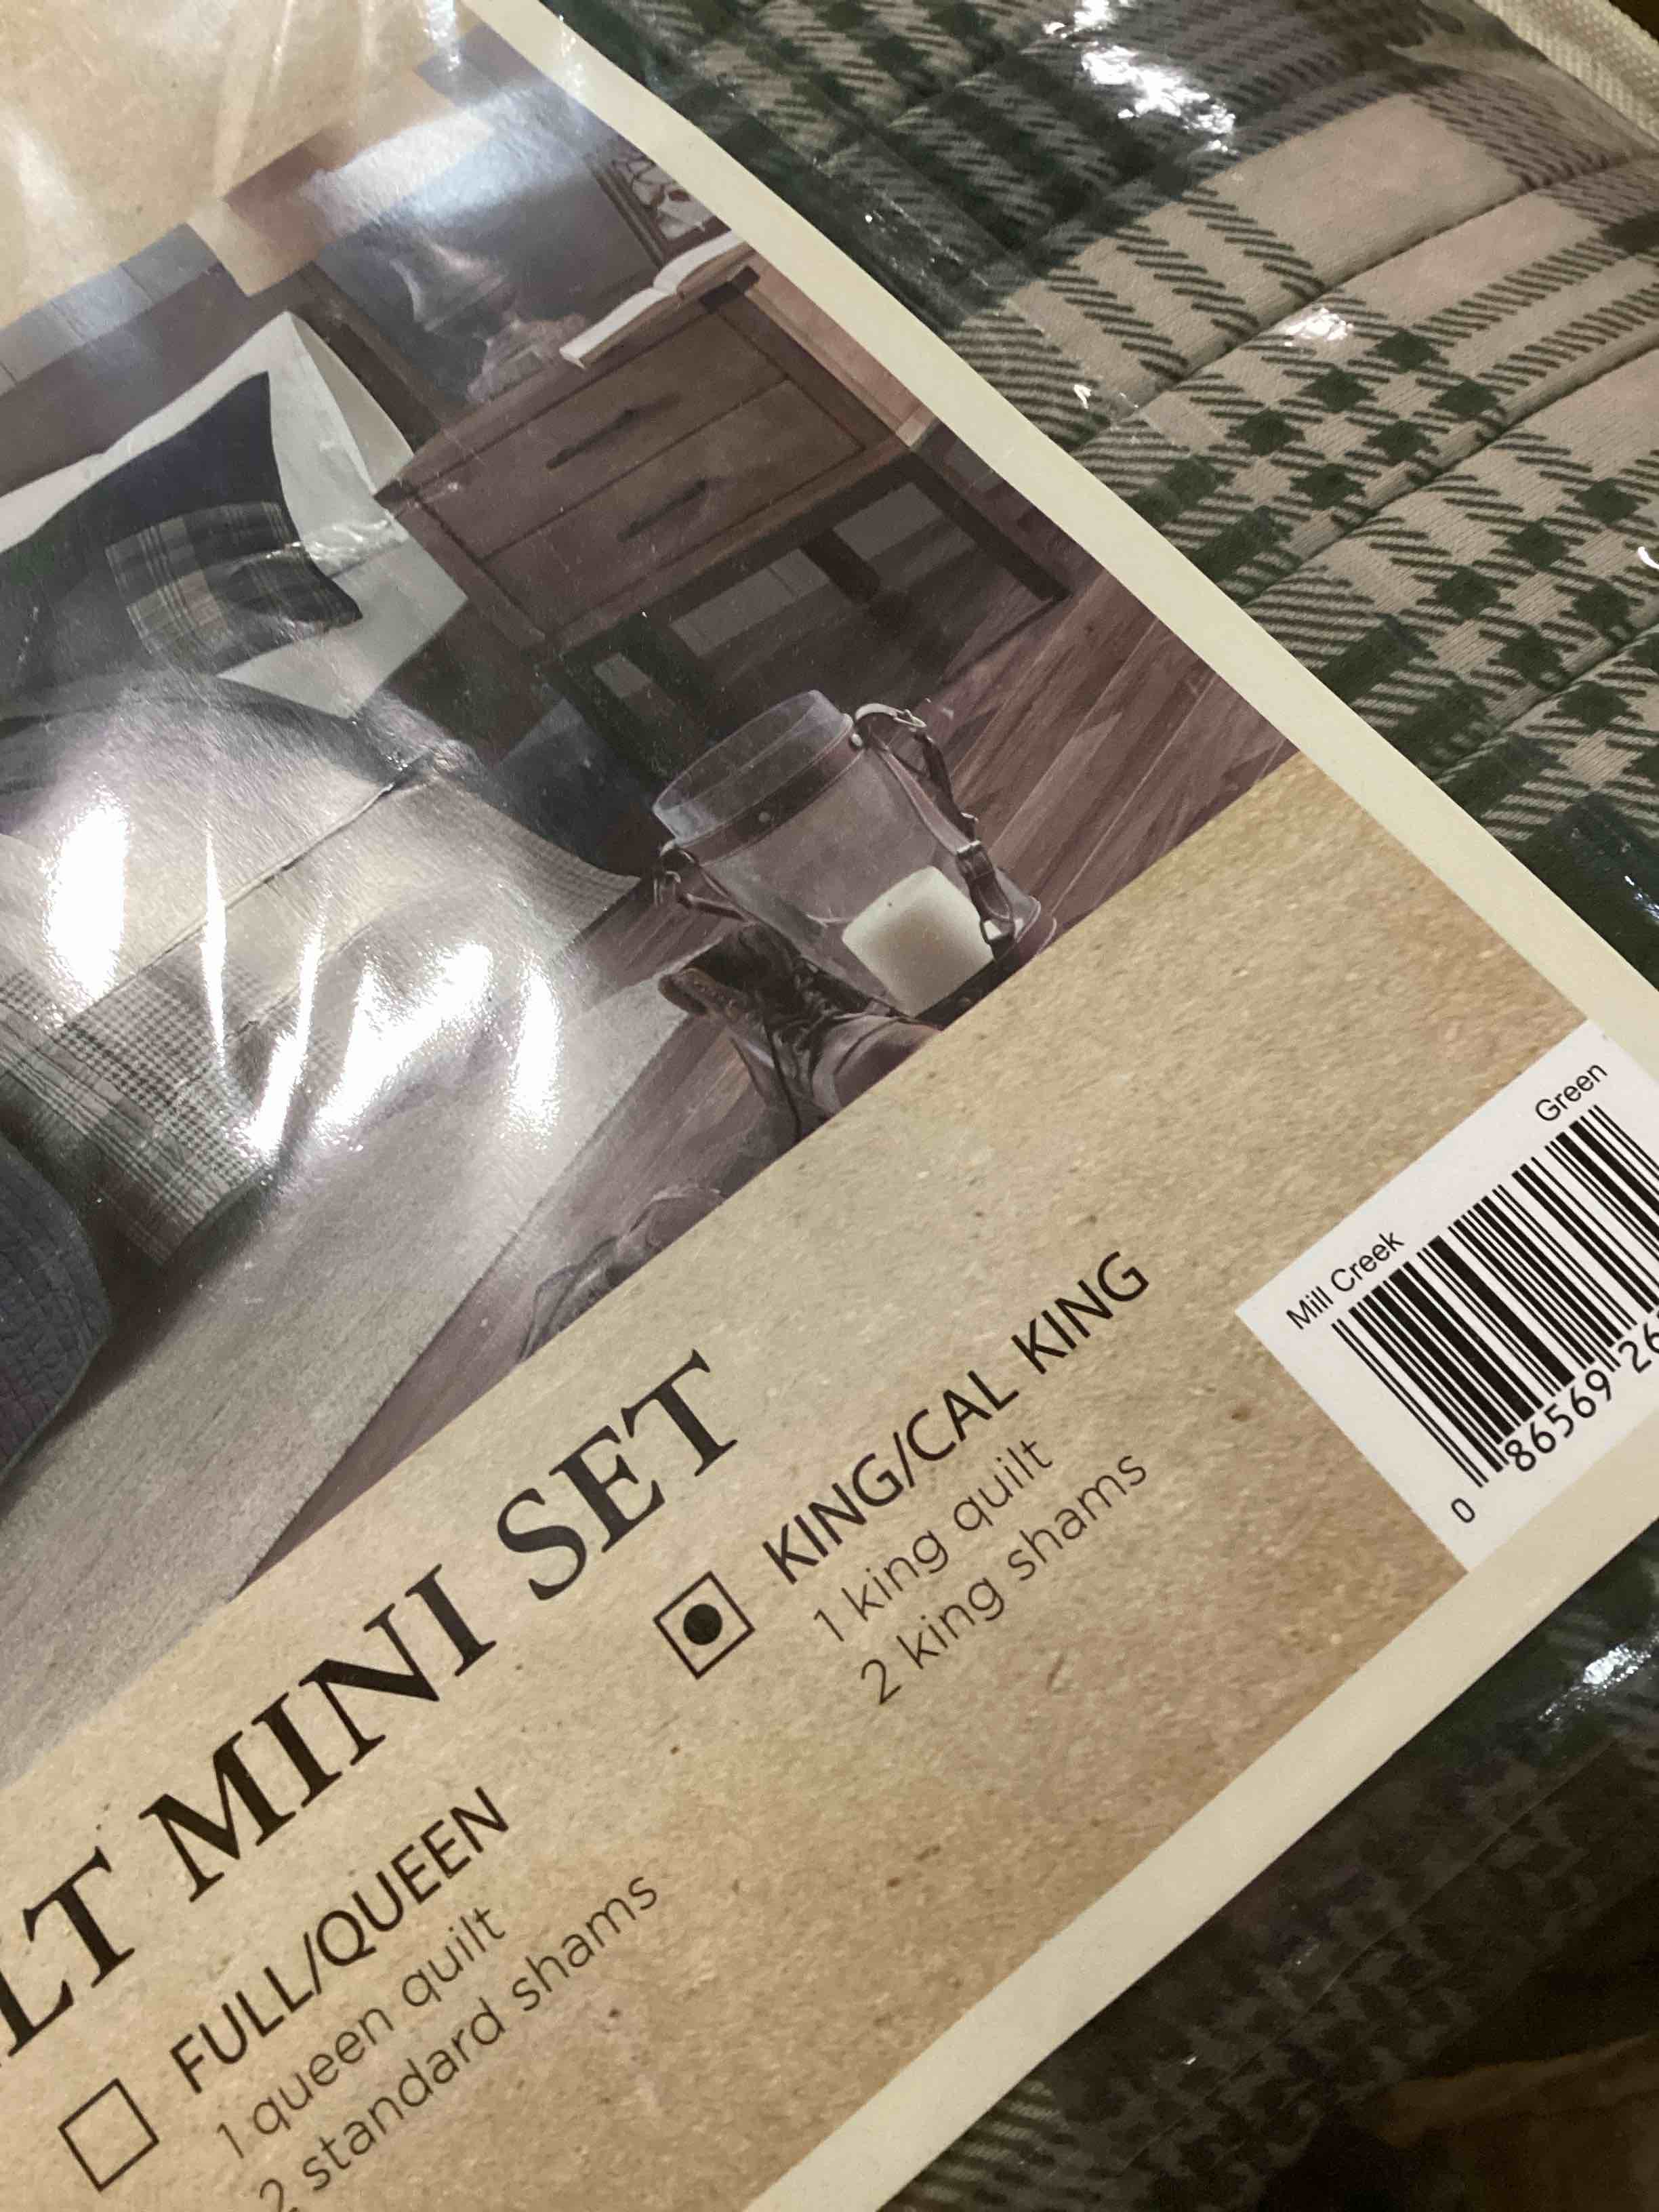 LT MINI SET
FULL/QUEEN
1 queen quilt
2 standard shams
KING/CAL KING
1 king quilt
2 king shams
Mill Creek
Green
0 86569 26